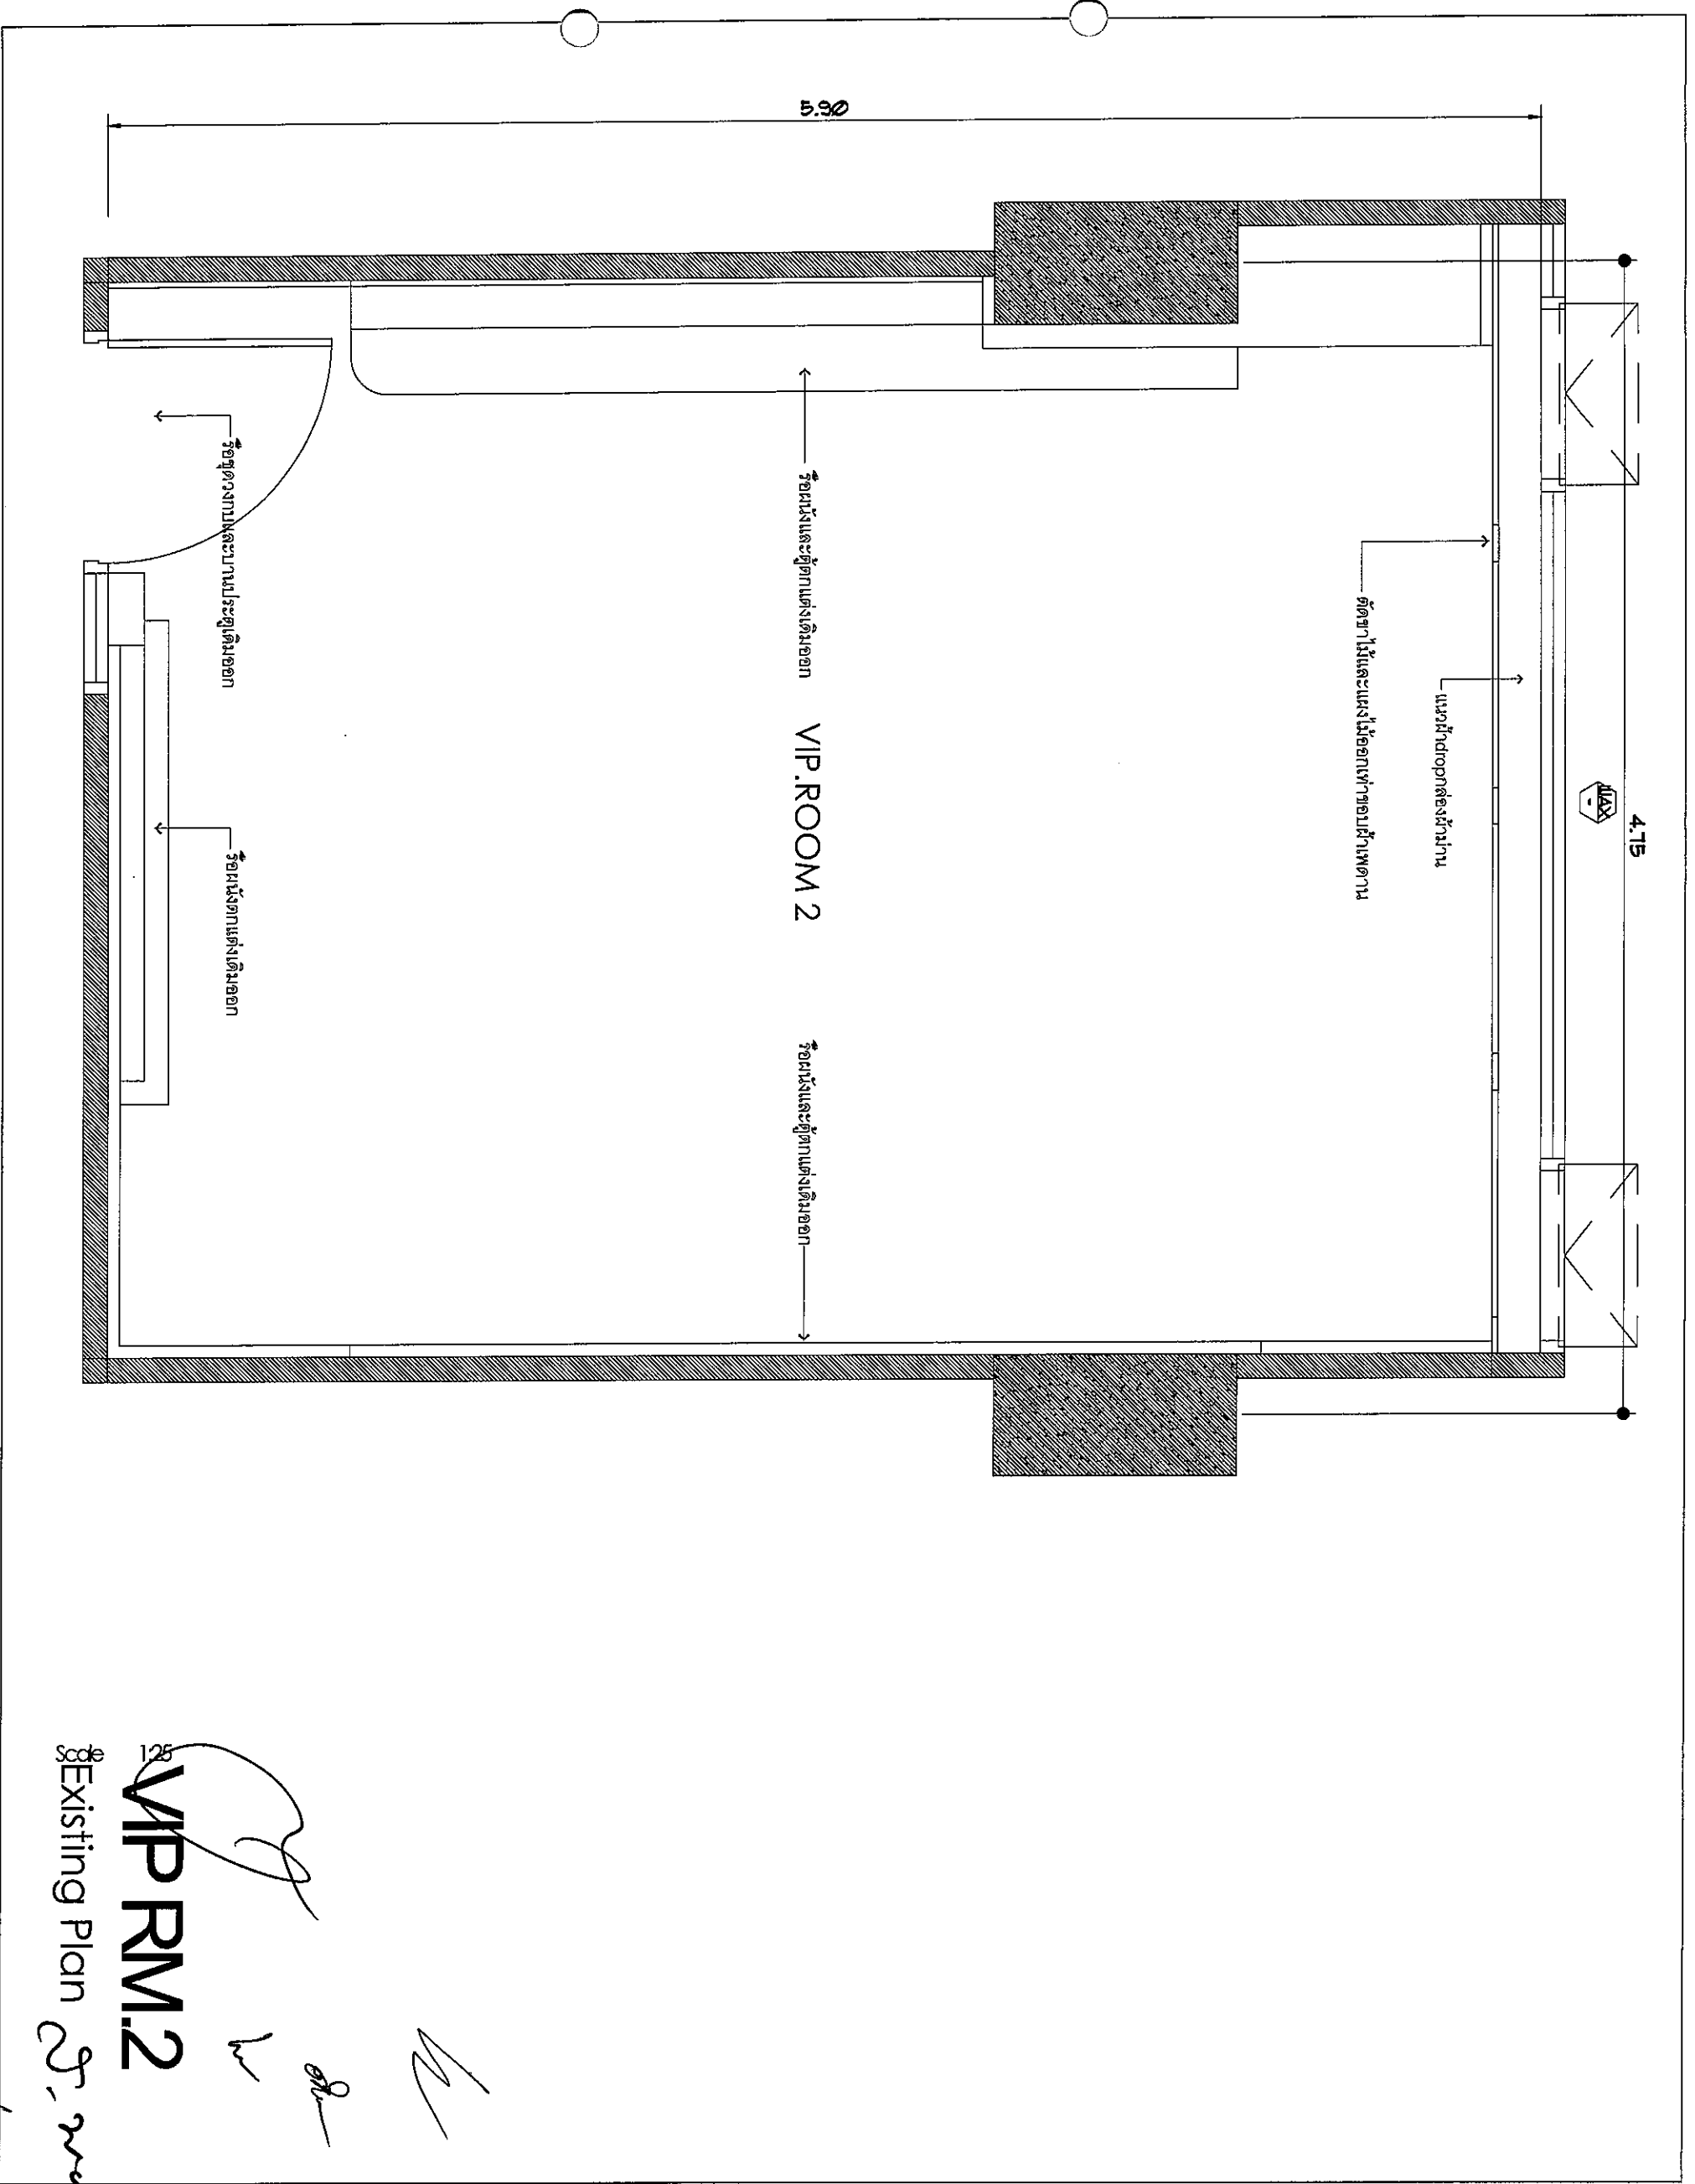 4.75
5.90
แนวฝ้าdropกล่องผ้าม่าน
ตัดขาไม้และแผงไม้ออกเท่าขอบฝ้าเพดาน
รื้อผนังและตู้ตกแต่งเดิมออก
VIP.ROOM 2
รื้อผนังและตู้ตกแต่งเดิมออก
รื้อชุดวงกบและบานประตูเดิมออก
รื้อผนังตกแต่งเดิมออก
1:25
VIP RM.2
Scale
Existing Plan